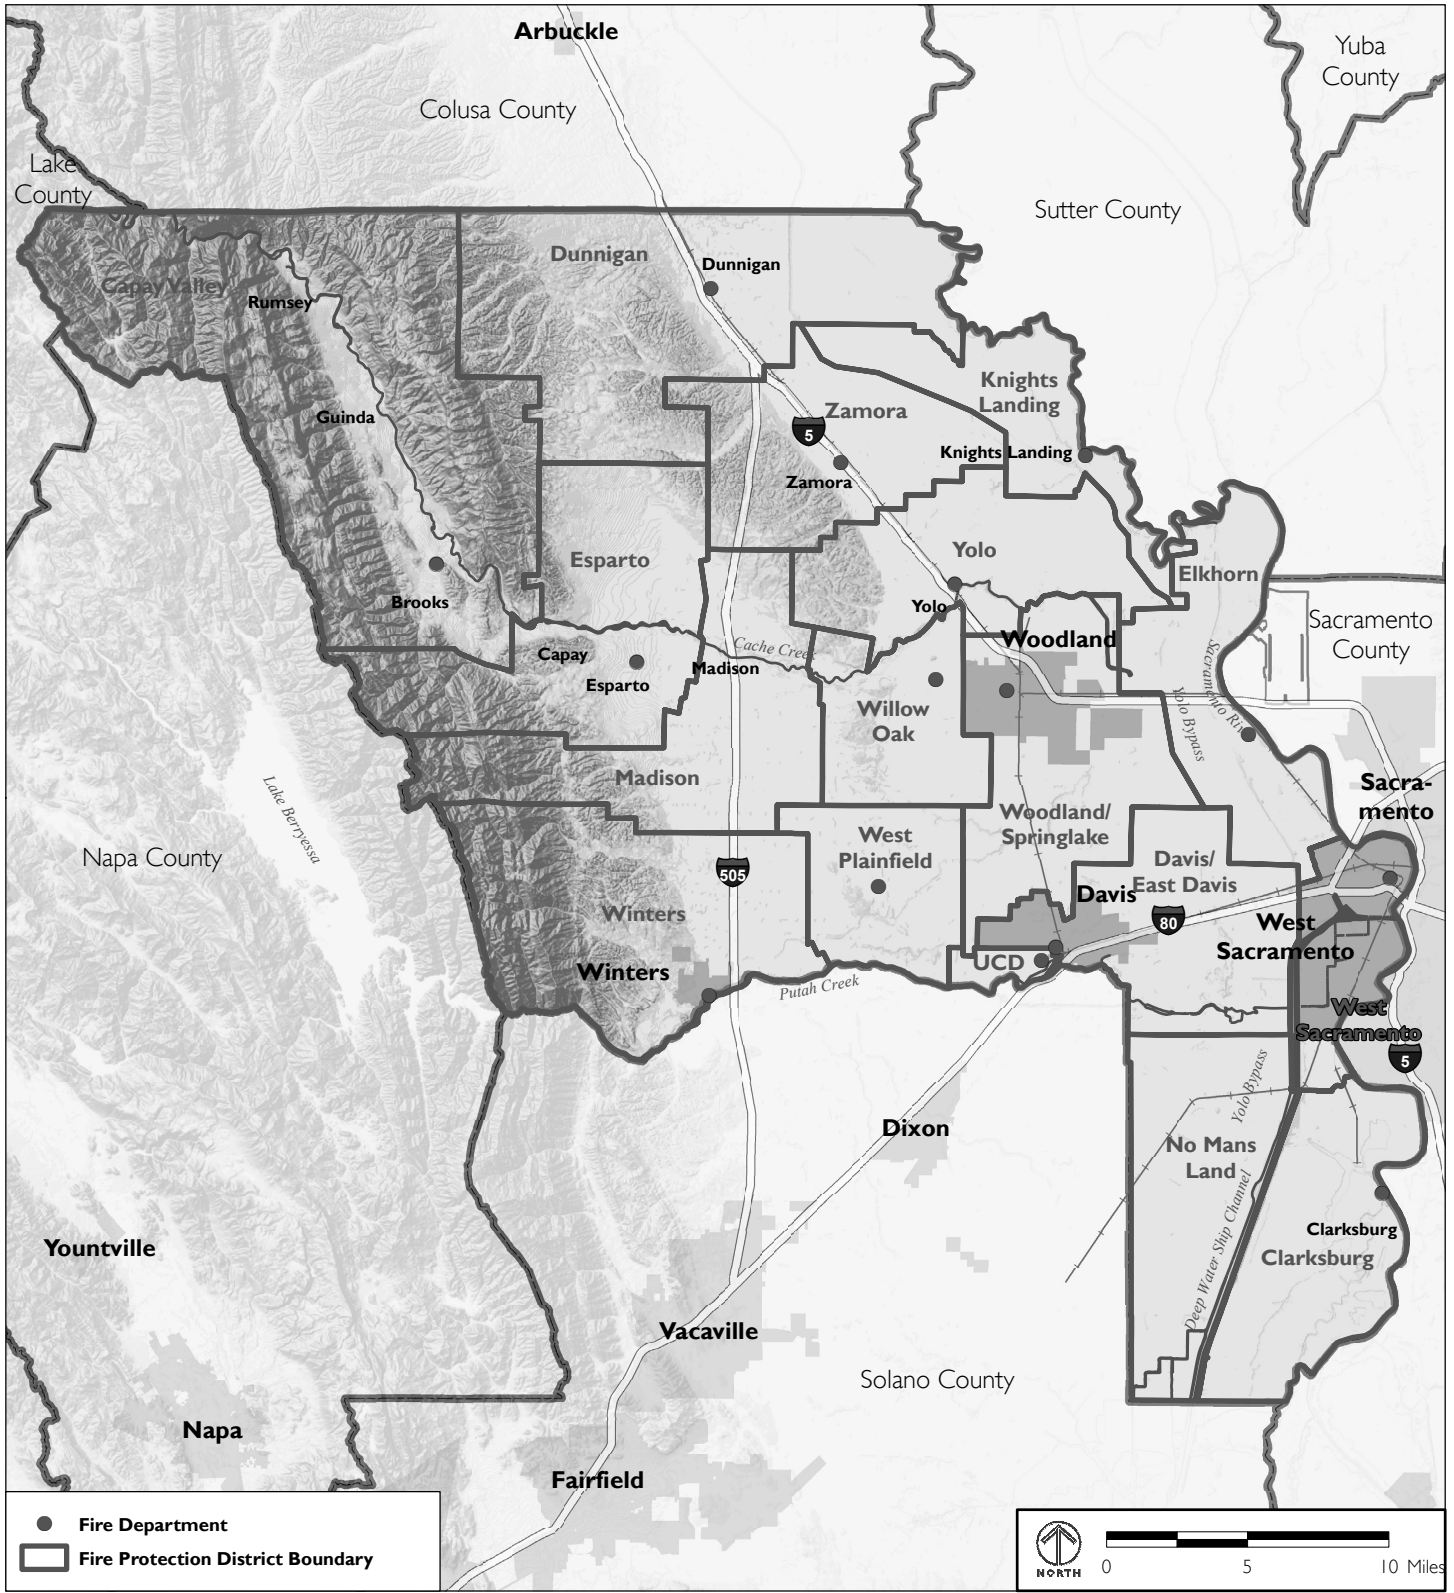 Arbuckle
Yuba
County
Colusa County
Lake
County
Sutter County
Dunnigan
Dunnigan
Capay Valley
Rumsey
Knights
Landing
Zamora
Guinda
5
Knights Landing
Zamora
Yolo
Esparto
Elkhorn
Brooks
Yolo
Sacramento
County
Woodland
Cache Creek
Capay
Madison
Esparto
Sacramento Riv
Yolo Bypass
Willow
Oak
Madison
Sacra-
mento
Lake Berryessa
Woodland/
Springlake
West
Plainfield
Napa County
Davis/
East Davis
505
Davis
Winters
80
West
Sacramento
UCD
Winters
Putah Creek
West
Sacramento
5
Yolo Bypass
Dixon
No Mans
Land
Deep Water Ship Channel
Clarksburg
Clarksburg
Yountville
Vacaville
Solano County
Napa
Fairfield
Fire Department
Fire Protection District Boundary
NORTH
0 5 10 Miles